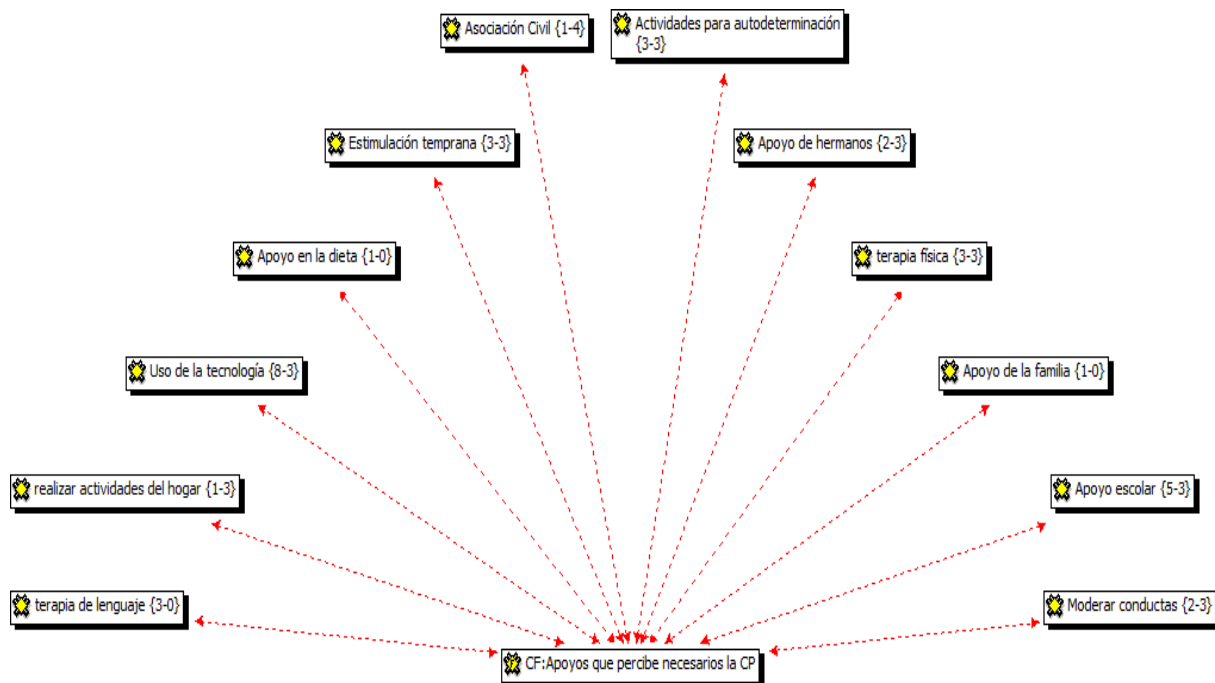 Asociación Civil {1-4}
Actividades para autodeterminación
{3-3}
Estimulación temprana {3-3}
Apoyo de hermanos {2-3}
Apoyo en la dieta {1-0}
terapia física {3-3}
Uso de la tecnología {8-3}
Apoyo de la familia {1-0}
realizar actividades del hogar {1-3}
Apoyo escolar {5-3}
terapia de lenguaje {3-0}
Moderar conductas {2-3}
CF:Apoyos que percibe necesarios la CP